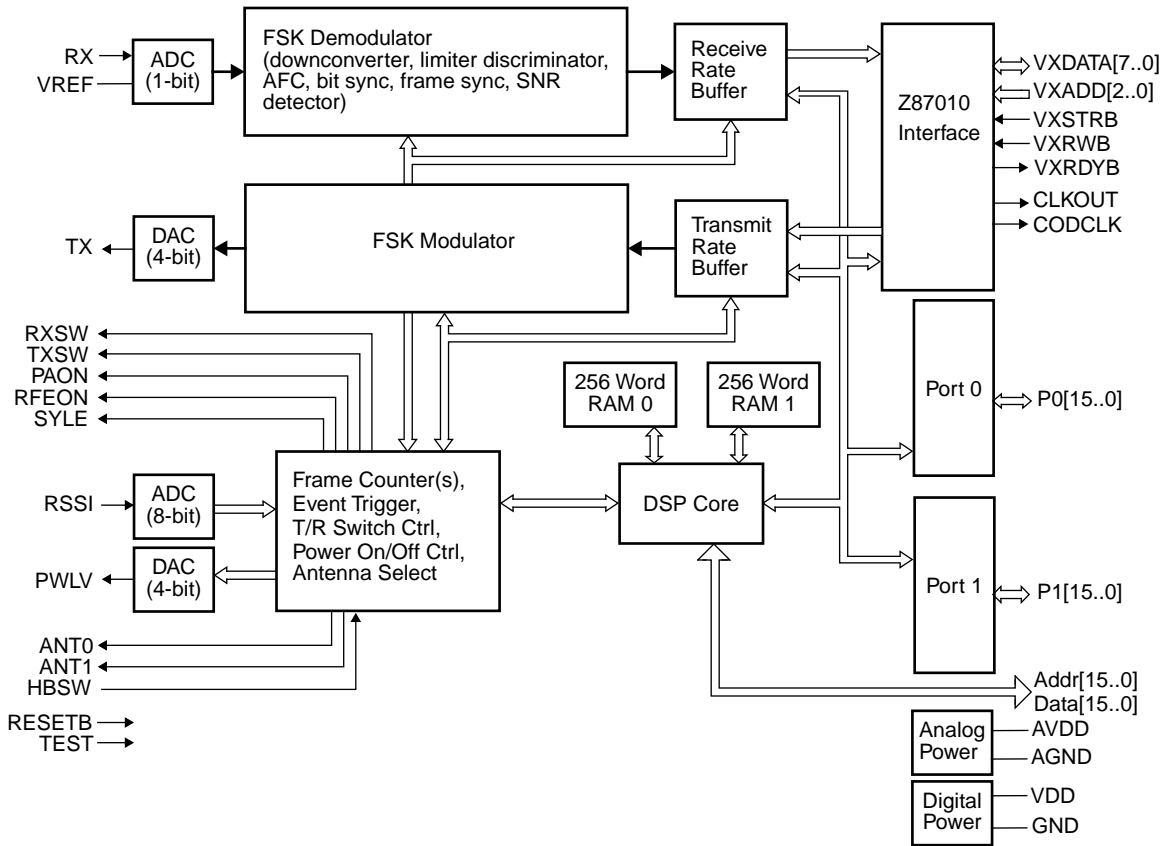 RX
VREF
ADC
(1-bit)
FSK Demodulator
(downconverter, limiter discriminator,
AFC, bit sync, frame sync, SNR
detector)
Receive
Rate
Buffer
Z87010
Interface
VXDATA[7..0]
VXADD[2..0]
VXSTRB
VXRWB
VXRDYB
CLKOUT
CODCLK
TX
DAC
(4-bit)
FSK Modulator
Transmit
Rate
Buffer
RXSW
TXSW
PAON
RFEON
SYLE
256 Word
RAM 0
256 Word
RAM 1
Port 0
P0[15..0]
RSSI
ADC
(8-bit)
Frame Counter(s),
Event Trigger,
T/R Switch Ctrl,
Power On/Off Ctrl,
Antenna Select
DSP Core
PWLV
DAC
(4-bit)
Port 1
P1[15..0]
ANT0
ANT1
HBSW
RESETB
TEST
Addr[15..0]
Data[15..0]
Analog
Power
AVDD
AGND
Digital
Power
VDD
GND